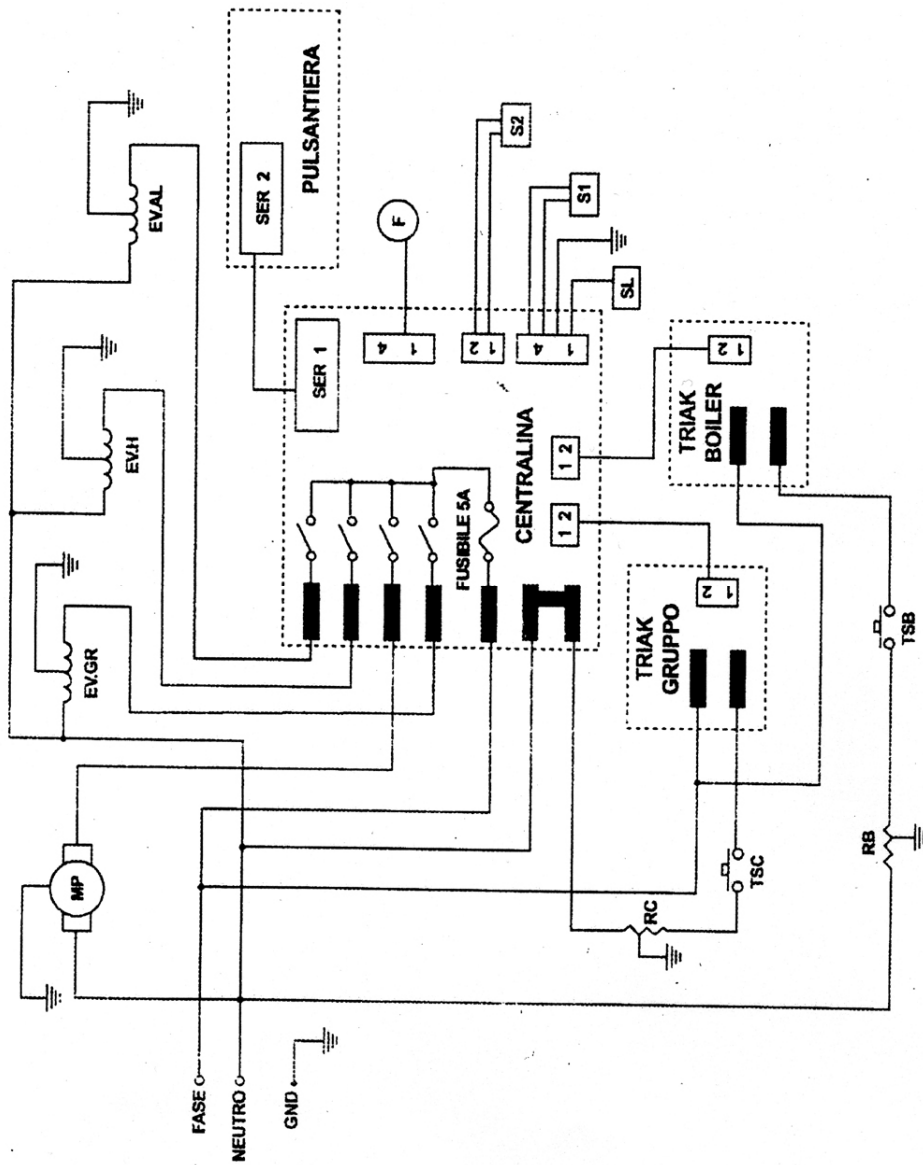 PULSANTIERA
SER 2
EV.AL
EV.H
EV.GR
MP
SER 1
F
1 4
S2
1 2
S1
1 4
SL
CENTRALINA
FUSIBILE 5A
1 2
1 2
TRIAK
BOILER
1 2
TRIAK
GRUPPO
1 2
TSB
RB
TSC
RC
FASE
NEUTRO
GND